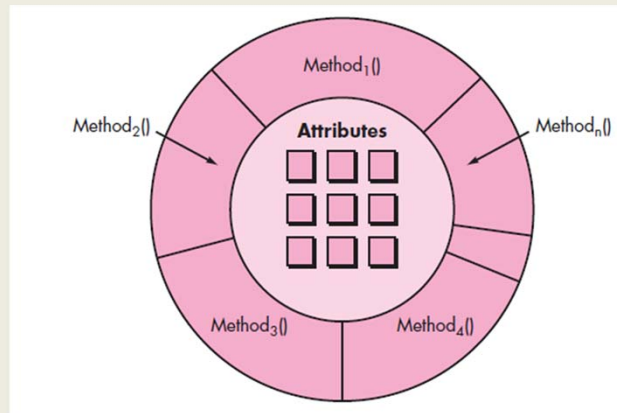 Method₁()
Method₂()
Methodₙ()
Attributes
Method₃()
Method₄()